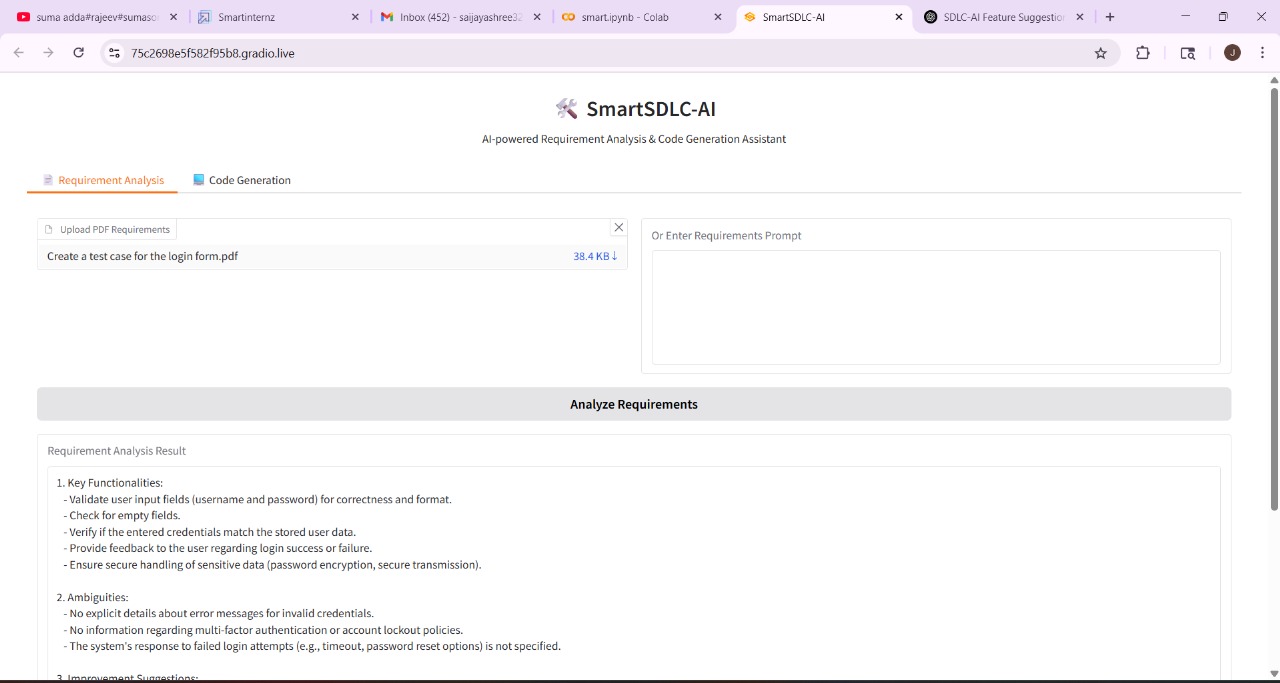 suma adda#rajeev#sumaso
Smartinternz
Inbox (452) - saijayashree32
smart.ipynb - Colab
SmartSDLC-AI
SDLC-AI Feature Suggestion
75c2698e5f582f95b8.gradio.live
J
SmartSDLC-AI
AI-powered Requirement Analysis & Code Generation Assistant
Requirement Analysis
Code Generation
Upload PDF Requirements
Create a test case for the login form.pdf
38.4 KB↓
Or Enter Requirements Prompt
Analyze Requirements
Requirement Analysis Result
1. Key Functionalities:
- Validate user input fields (username and password) for correctness and format.
- Check for empty fields.
- Verify if the entered credentials match the stored user data.
- Provide feedback to the user regarding login success or failure.
- Ensure secure handling of sensitive data (password encryption, secure transmission).
2. Ambiguities:
- No explicit details about error messages for invalid credentials.
- No information regarding multi-factor authentication or account lockout policies.
- The system's response to failed login attempts (e.g., timeout, password reset options) is not specified.
3. Improvement Suggestions: